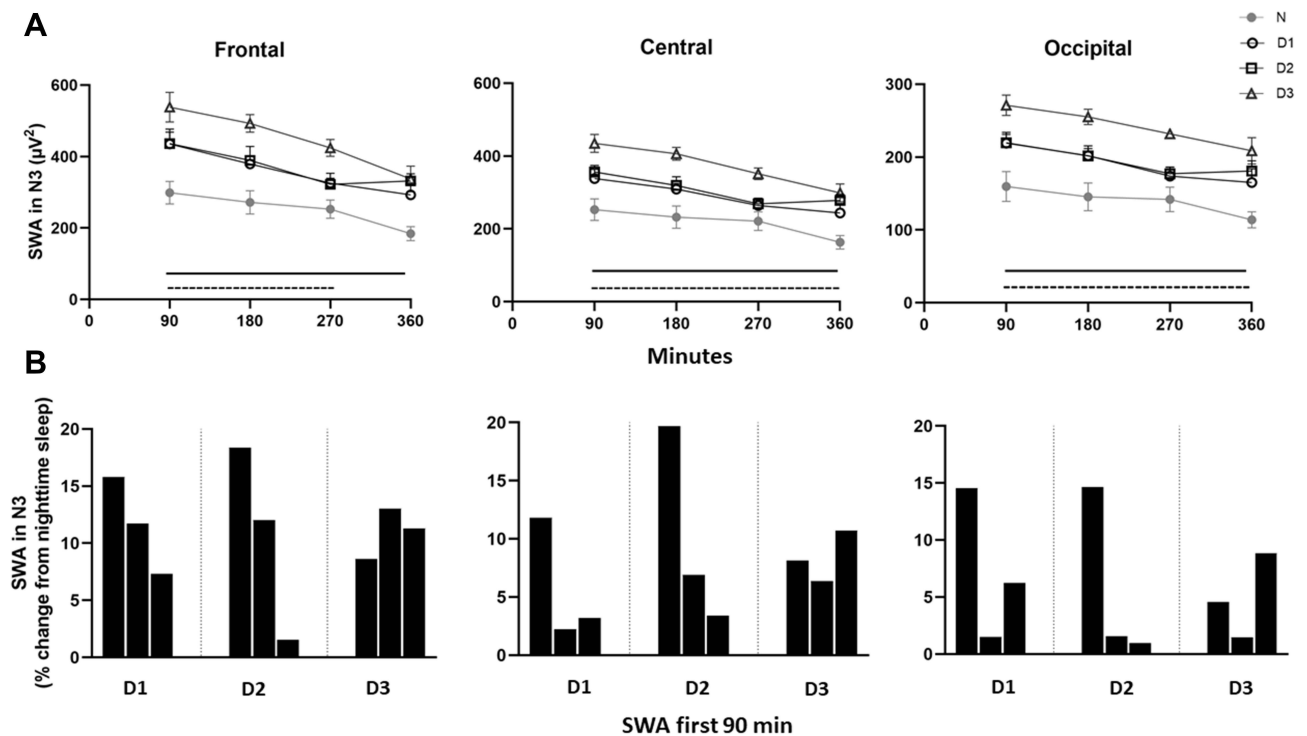 A
Frontal
Central
Occipital
N
D1
D2
D3
SWA in N3 (µV²)
600
400
200
0
0 90 180 270 360
600
400
200
0
0 90 180 270 360
300
200
100
0
0 90 180 270 360
Minutes
B
SWA in N3
(% change from nighttime sleep)
20
15
10
5
0
D1 D2 D3
20
15
10
5
0
D1 D2 D3
20
15
10
5
0
D1 D2 D3
SWA first 90 min